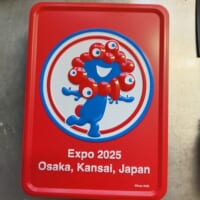 Expo 2025
Osaka, Kansai, Japan